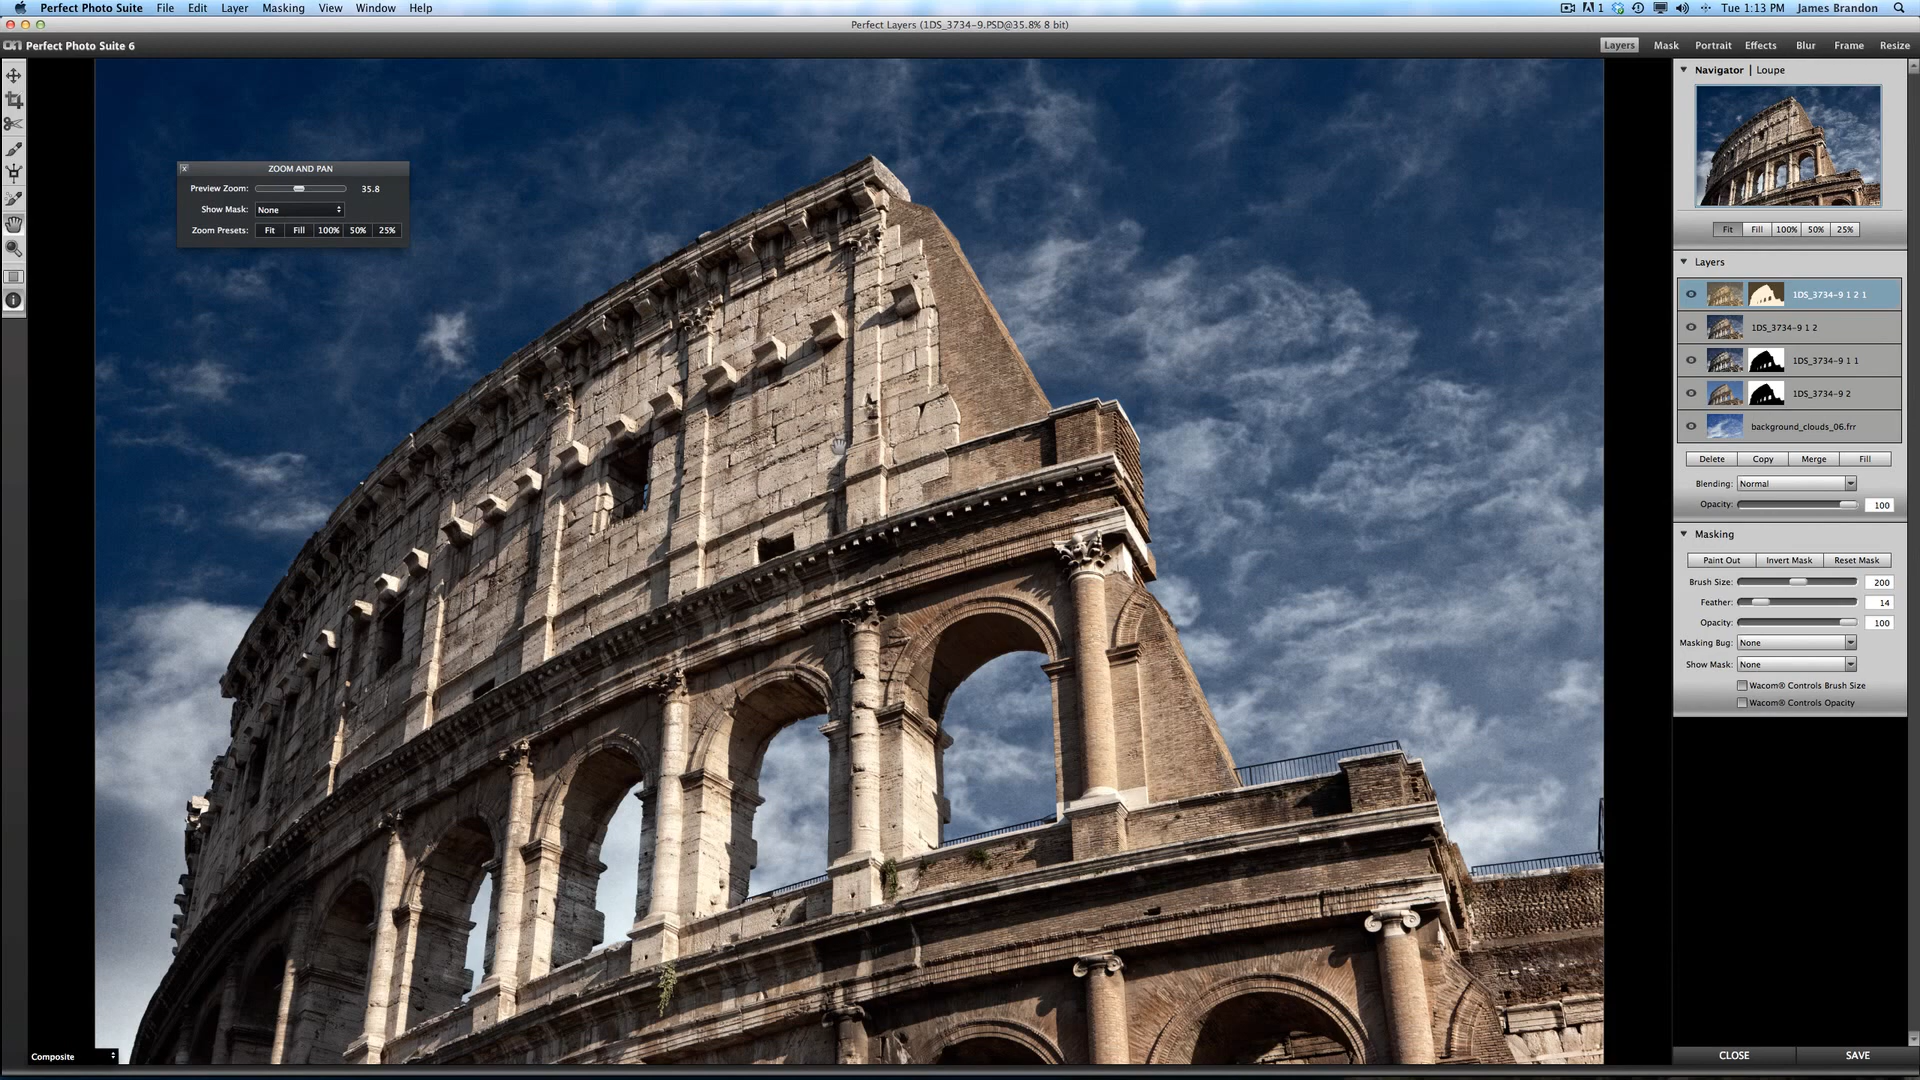 Perfect Photo Suite File Edit Layer Masking View Window Help 1 Tue 1:13 PM James Brandon
Perfect Layers (1DS_3734-9.PSD@35.8% 8 bit)
on Perfect Photo Suite 6 Layers Mask Portrait Effects Blur Frame Resize
Navigator | Loupe
ZOOM AND PAN
Preview Zoom: 35.8
Show Mask: None
Zoom Presets: Fit Fill 100% 50% 25%
Fit Fill 100% 50% 25%
Layers
1DS_3734-9 1 2 1
1DS_3734-9 1 2
1DS_3734-9 1 1
1DS_3734-9 2
background_clouds_06.frr
Delete Copy Merge Fill
Blending: Normal
Opacity: 100
Masking
Paint Out Invert Mask Reset Mask
Brush Size: 200
Feather: 14
Opacity: 100
Masking Bug: None
Show Mask: None
Wacom® Controls Brush Size
Wacom® Controls Opacity
Composite
CLOSE SAVE